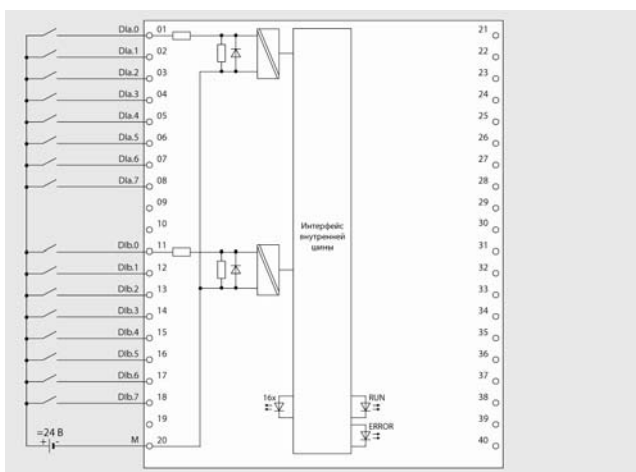 DIa.0 01
DIa.1 02
DIa.2 03
DIa.3 04
DIa.4 05
DIa.5 06
DIa.6 07
DIa.7 08
09
10
DIb.0 11
DIb.1 12
DIb.2 13
DIb.3 14
DIb.4 15
DIb.5 16
DIb.6 17
DIb.7 18
19
=24 В
+ -
M 20
Интерфейс
внутренней
шины
16x
RUN
ERROR
21
22
23
24
25
26
27
28
29
30
31
32
33
34
35
36
37
38
39
40